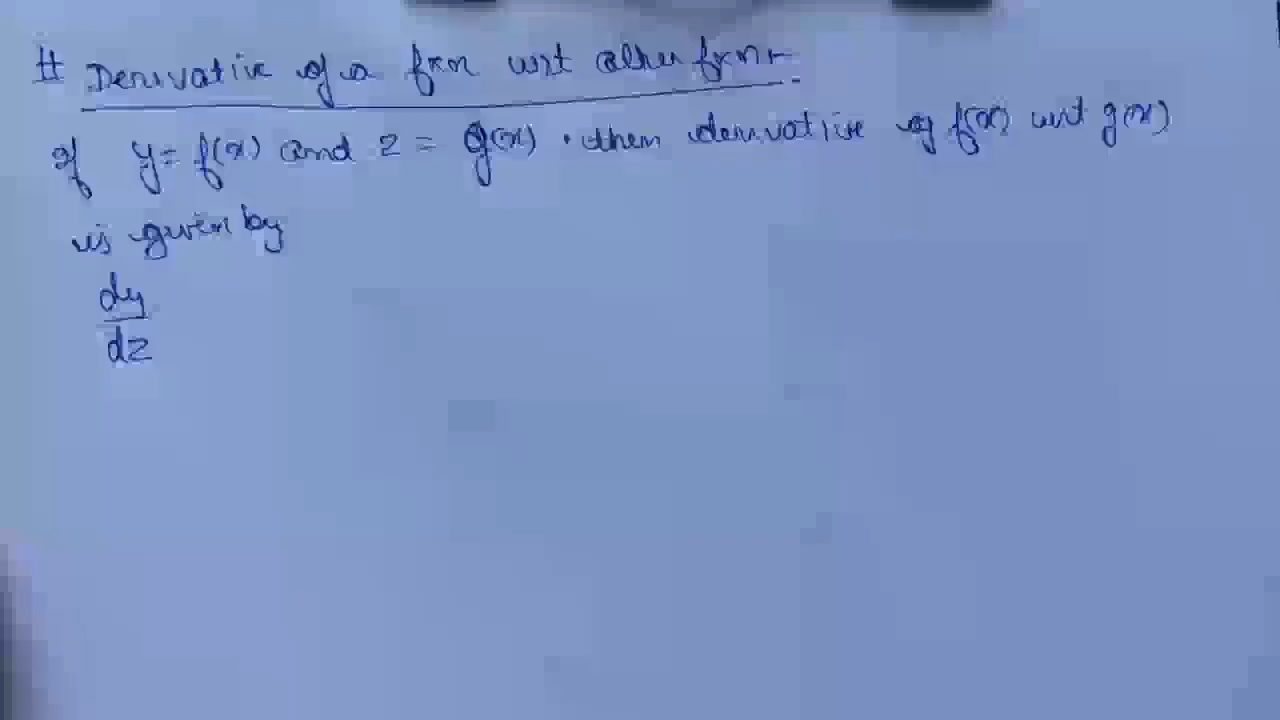 # Derivative of a fxn wrt other fxn :-
If y = f(x) and z = g(x) . then derivative of f(x) wrt g(x)
is given by
dy
dz